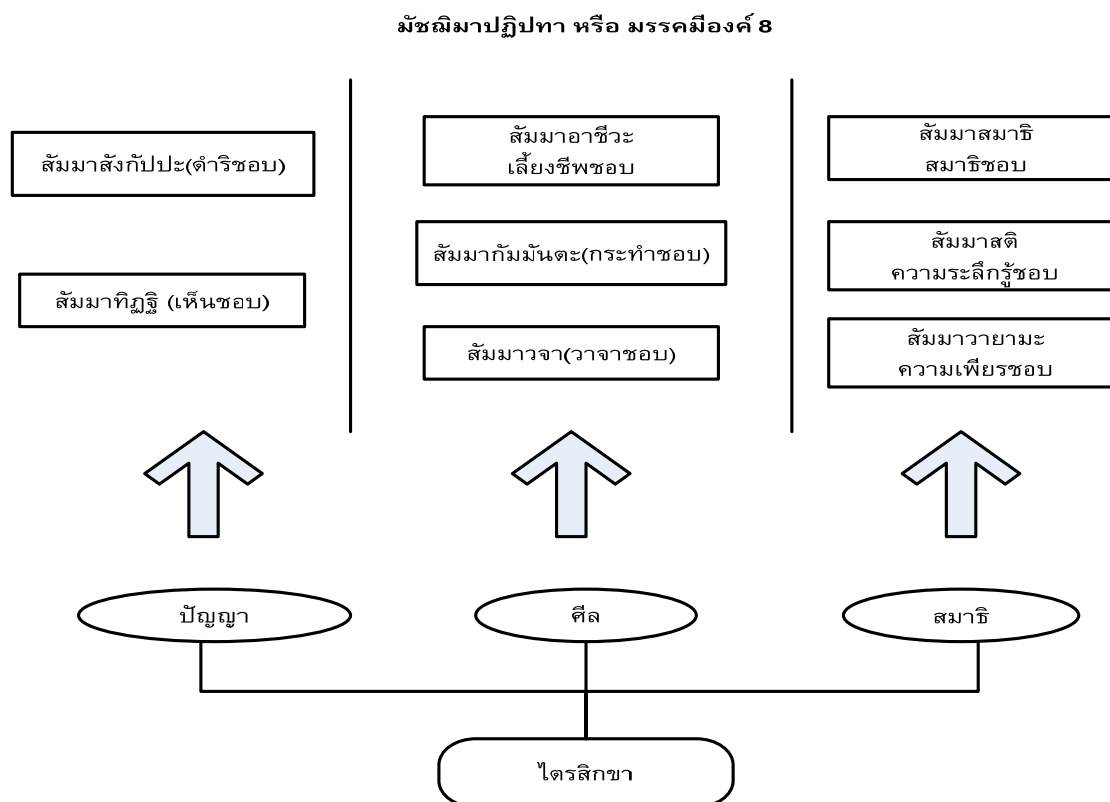 มัชฌิมาปฏิปทา หรือ มรรคมีองค์ 8
สัมมาสังกัปปะ(ดำริชอบ)
สัมมาทิฏฐิ (เห็นชอบ)
สัมมาอาชีวะ
เลี้ยงชีพชอบ
สัมมากัมมันตะ(กระทำชอบ)
สัมมาวจา(วาจาชอบ)
สัมมาสมาธิ
สมาธิชอบ
สัมมาสติ
ความระลึกรู้ชอบ
สัมมาวายามะ
ความเพียรชอบ
ปัญญา
ศีล
สมาธิ
ไตรสิกขา